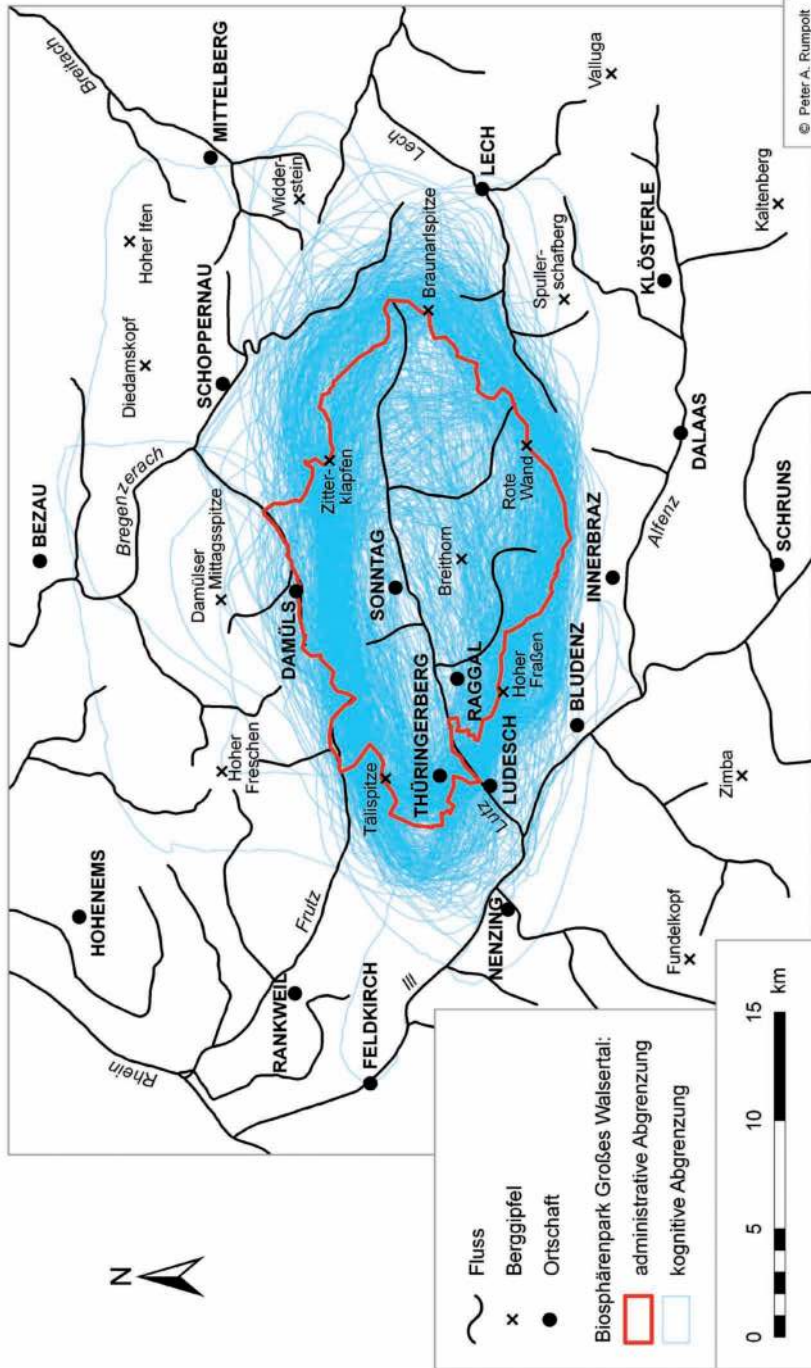 Rhein
HOHENEMS
BEZAU
Breitach
Bregenzerach
Diedamskopf
Hoher Ifen
MITTELBERG
Hoher
Freschen
Damülser
Mittagsspitze
SCHOPPERNAU
Widder-
stein
RANKWEIL
Frutz
DAMÜLS
Zitter-
klapfen
Lech
FELDKIRCH
Tälispitze
SONNTAG
Braunarlspitze
Ill
THÜRINGERBERG
RAGGAL
Breithorn
LECH
Lutz
LUDESCH
Hoher
Fraßen
Rote
Wand
Spuller-
schafberg
Valluga
NENZING
BLUDENZ
INNERBRAZ
KLÖSTERLE
Alfenz
DALAAS
Fundelkopf
Zimba
SCHRUNS
Kaltenberg
N
Fluss
Berggipfel
Ortschaft
Biosphärenpark Großes Walsertal:
administrative Abgrenzung
kognitive Abgrenzung
0 5 10 15
km
© Peter A. Rumpolt